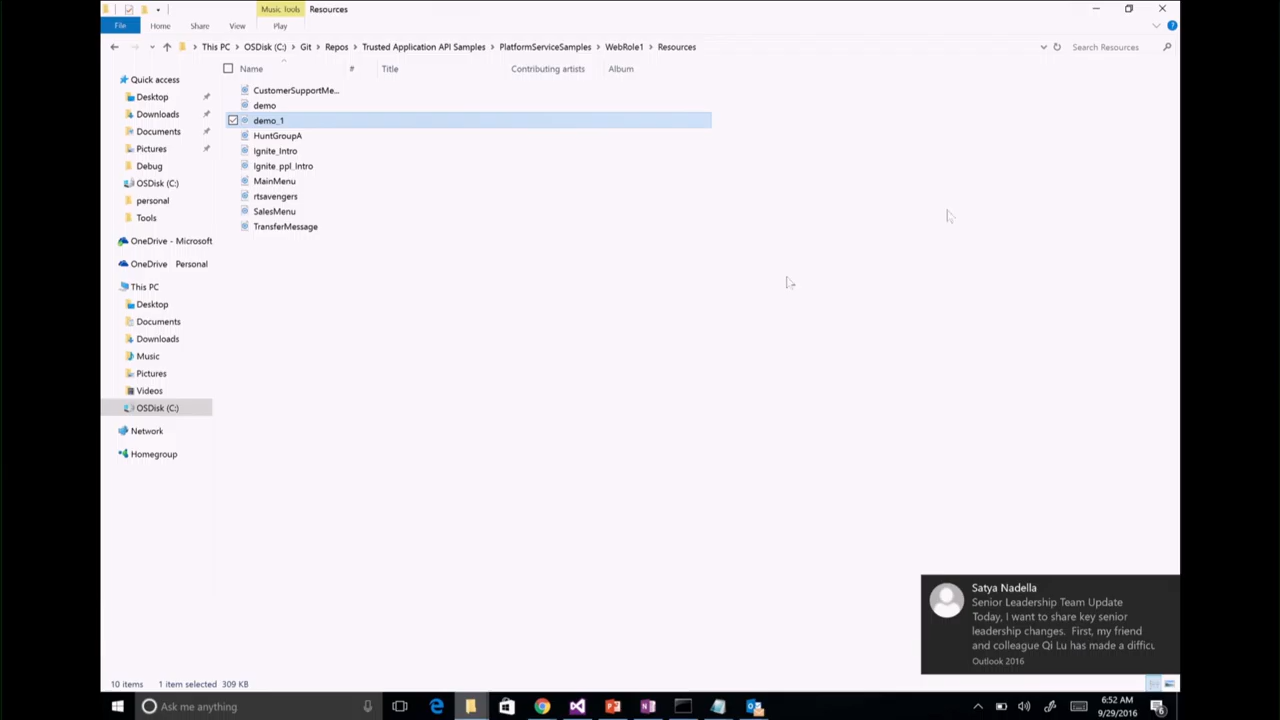 Music Tools
Resources
File
Home
Share
View
Play
This PC
OSDisk (C:)
Git
Repos
Trusted Application API Samples
PlatformServiceSamples
WebRole1
Resources
Search Resources
Name
#
Title
Contributing artists
Album
Quick access
Desktop
Downloads
Documents
Pictures
Debug
OSDisk (C:)
personal
Tools
OneDrive - Microsoft
OneDrive Personal
This PC
Desktop
Documents
Downloads
Music
Pictures
Videos
OSDisk (C:)
Network
Homegroup
CustomerSupportMe...
demo
demo_1
HuntGroupA
Ignite_Intro
Ignite_ppl_Intro
MainMenu
rtsavengers
SalesMenu
TransferMessage
Satya Nadella
Senior Leadership Team Update
Today, I want to share key senior
leadership changes. First, my friend
and colleague Qi Lu has made a difficu
Outlook 2016
10 items
1 item selected 309 KB
Ask me anything
6:52 AM
9/29/2016